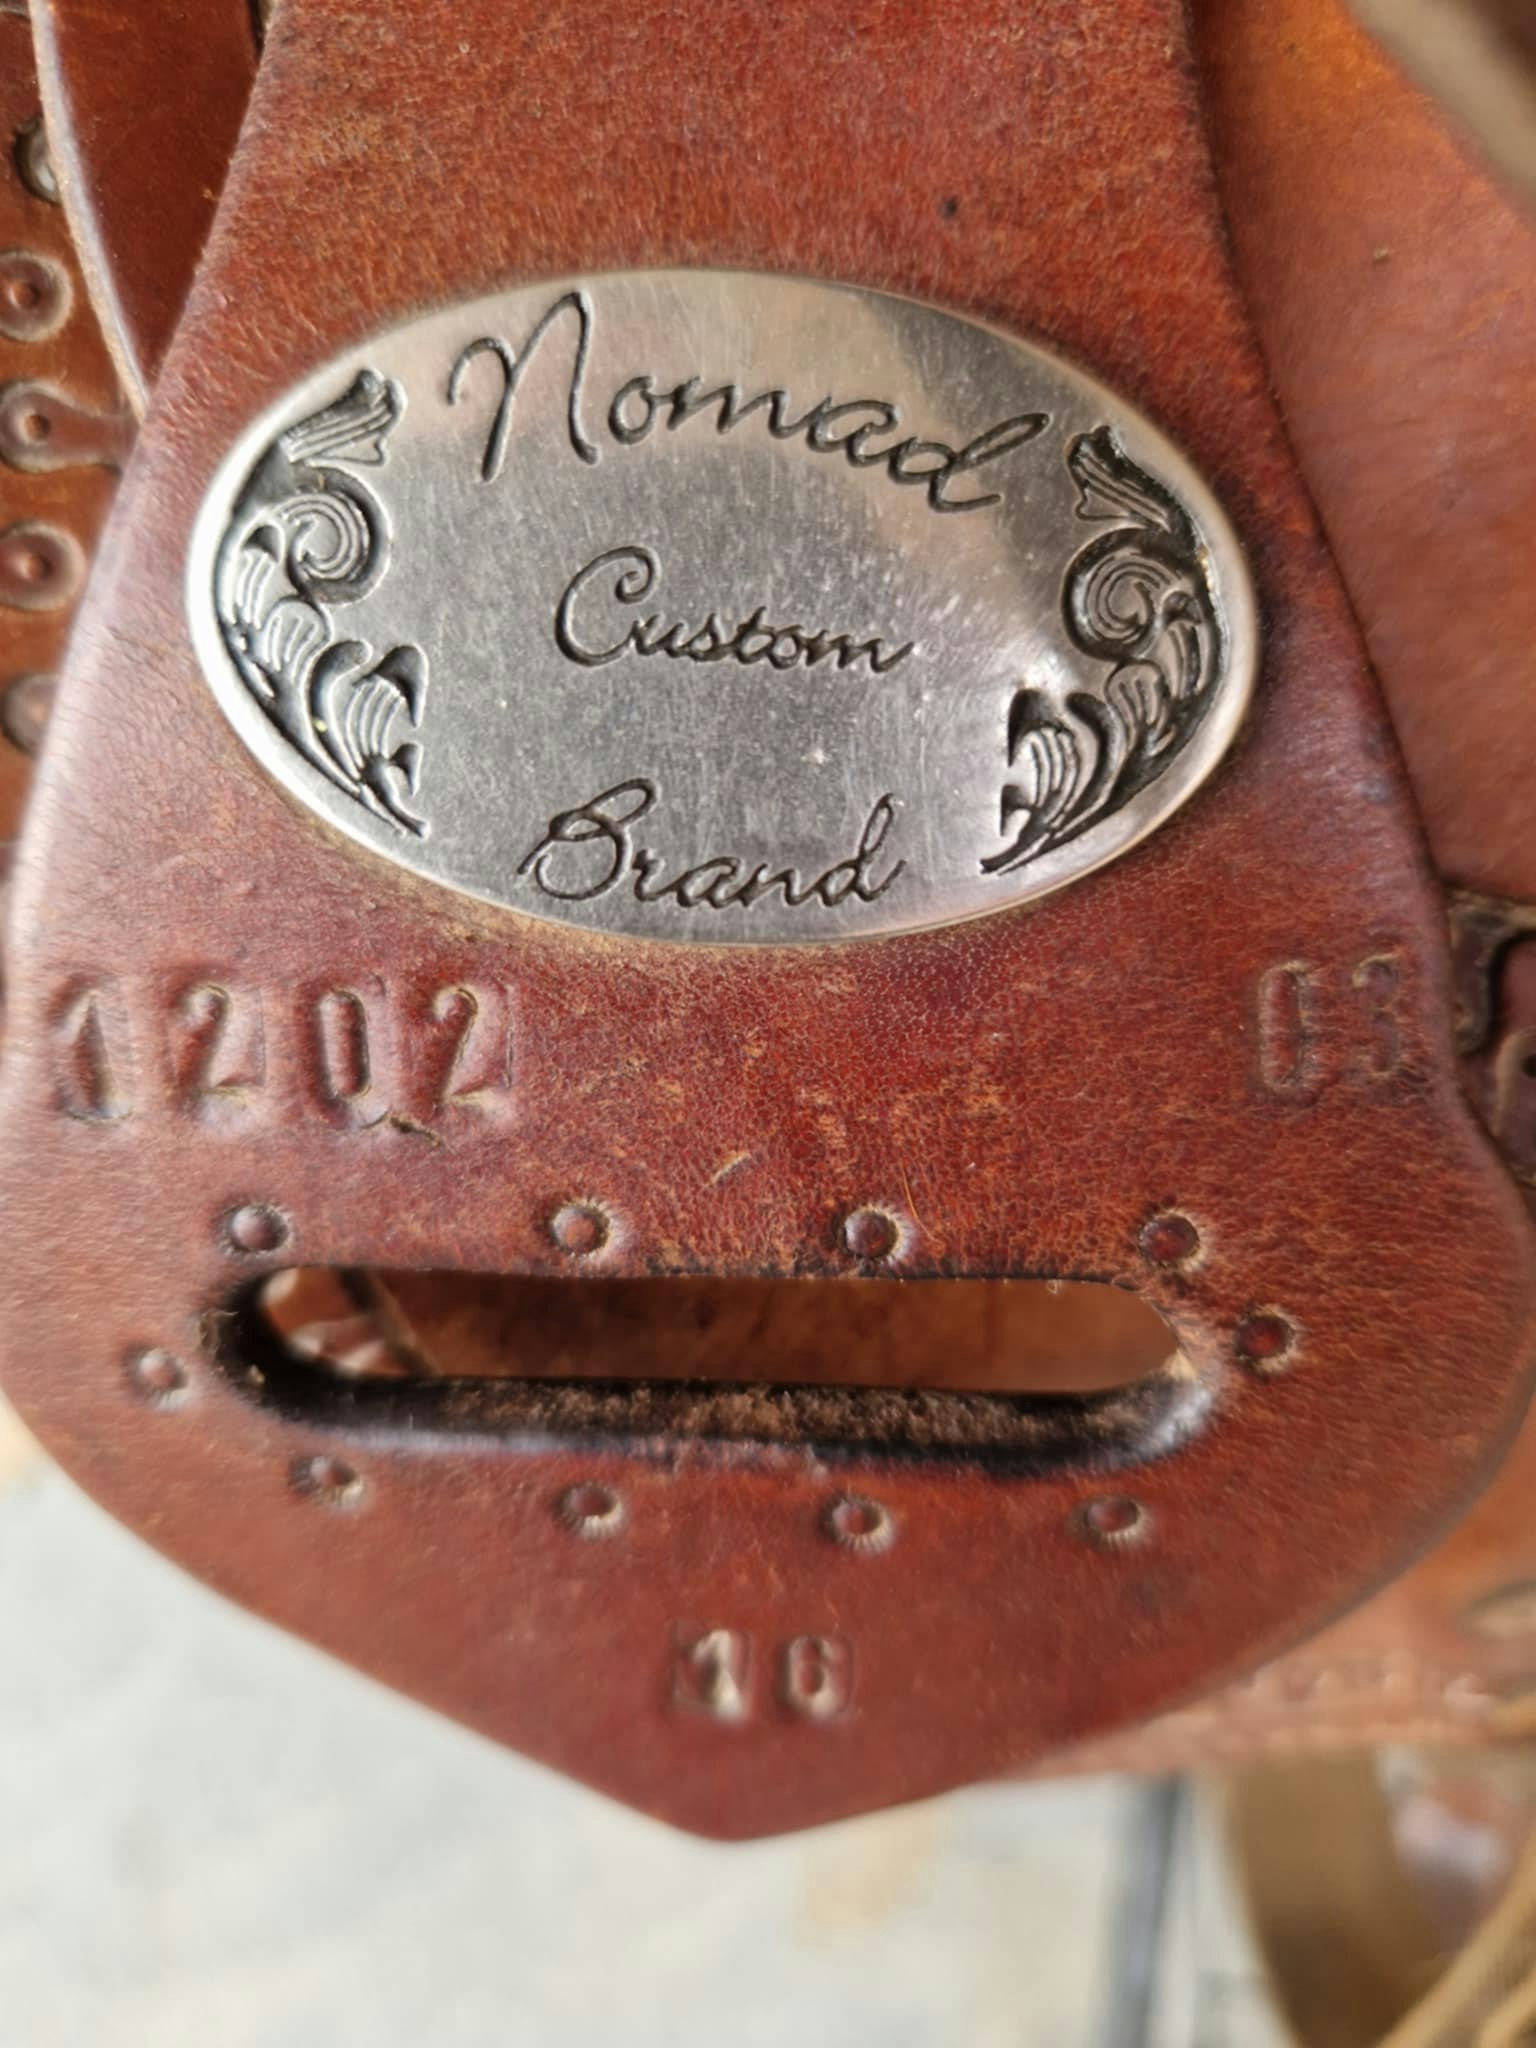 Nomad
Custom
Brand
1202 03
16